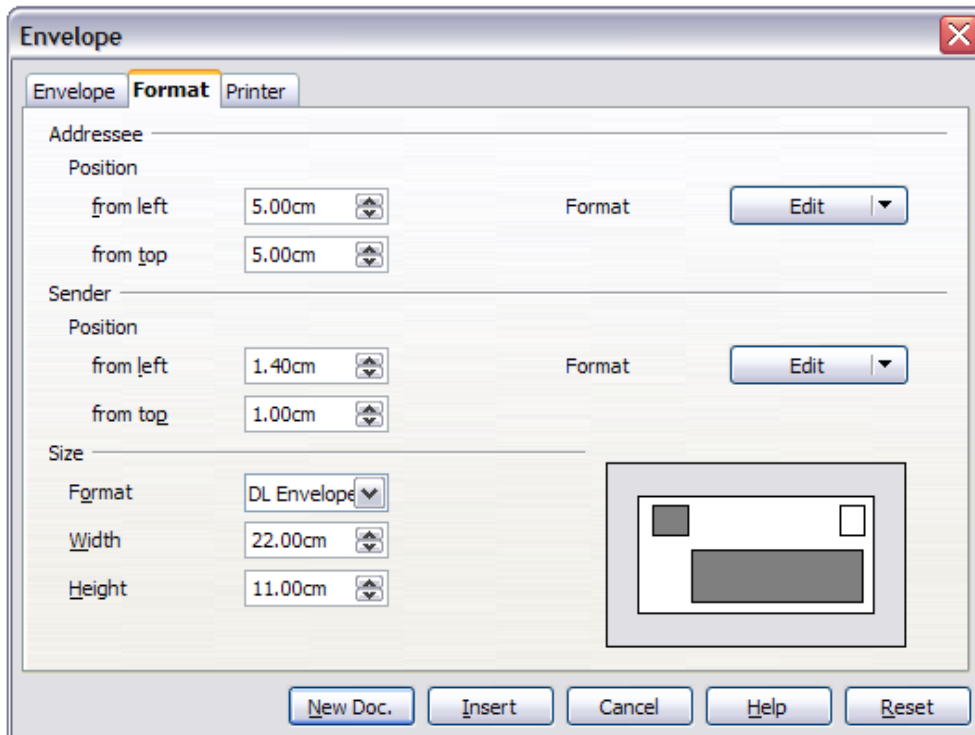 Envelope
Envelope Format Printer
Addressee
Position
from left 5.00cm Format Edit
from top 5.00cm
Sender
Position
from left 1.40cm Format Edit
from top 1.00cm
Size
Format DL Envelope
Width 22.00cm
Height 11.00cm
New Doc. Insert Cancel Help Reset